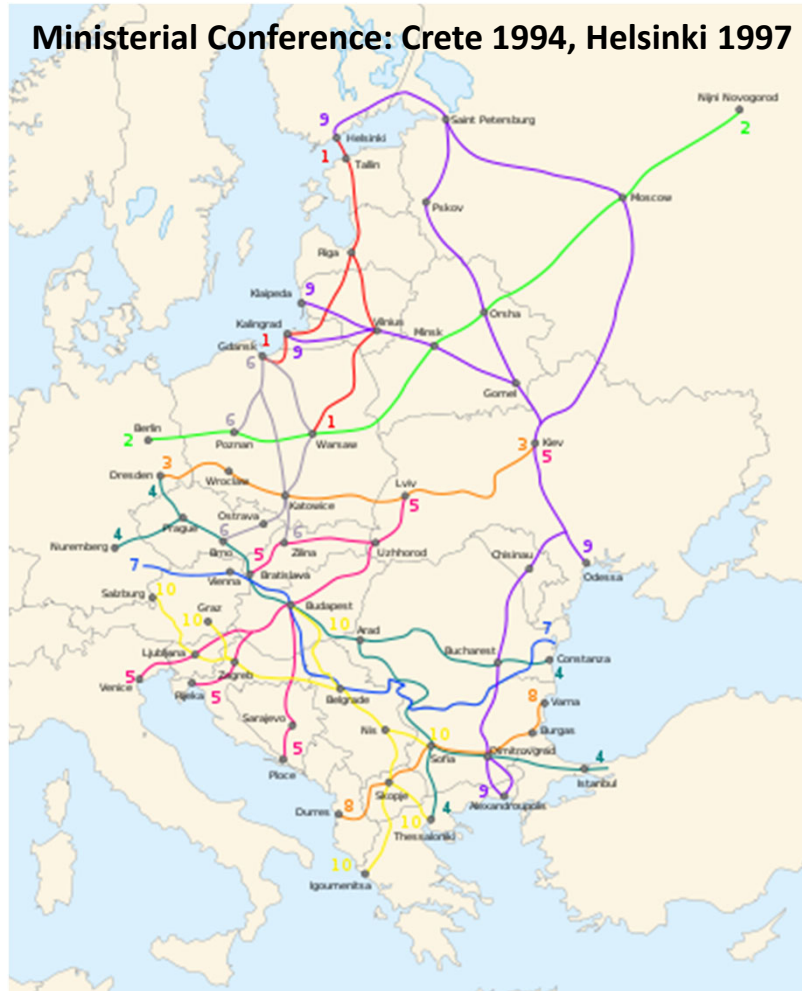 Ministerial Conference: Crete 1994, Helsinki 1997
Nijni Novogorod
2
9
Saint Petersburg
Helsinki
1
Tallin
Moscow
Pskov
Riga
Klaipeda
9
Orsha
Kalingrad
Vilnius
Minsk
1
Gdansk
9
6
Gomel
6
1
Berlin
2
Poznan
Warsaw
3
Kiev
5
3
Dresden
Wroclaw
4
Lviv
Katowice
5
Ostrava
Prague
4
6
6
Nuremberg
Brno
5
Zilina
Uzhhorod
Chisinau
9
7
Vienna
Bratislava
Odessa
Salzburg
10
Graz
Budapest
10
10
Arad
7
Ljubljana
Bucharest
Constanza
4
Zagreb
5
Venice
Rijeka
5
Belgrade
8
Varna
Sarajevo
Nis
10
Burgas
5
Sofia
Dimitrovgrad
4
Ploce
Istanbul
Skopje
9
8
4
Alexandroupolis
Durres
10
Thessaloniki
10
Igoumenitsa